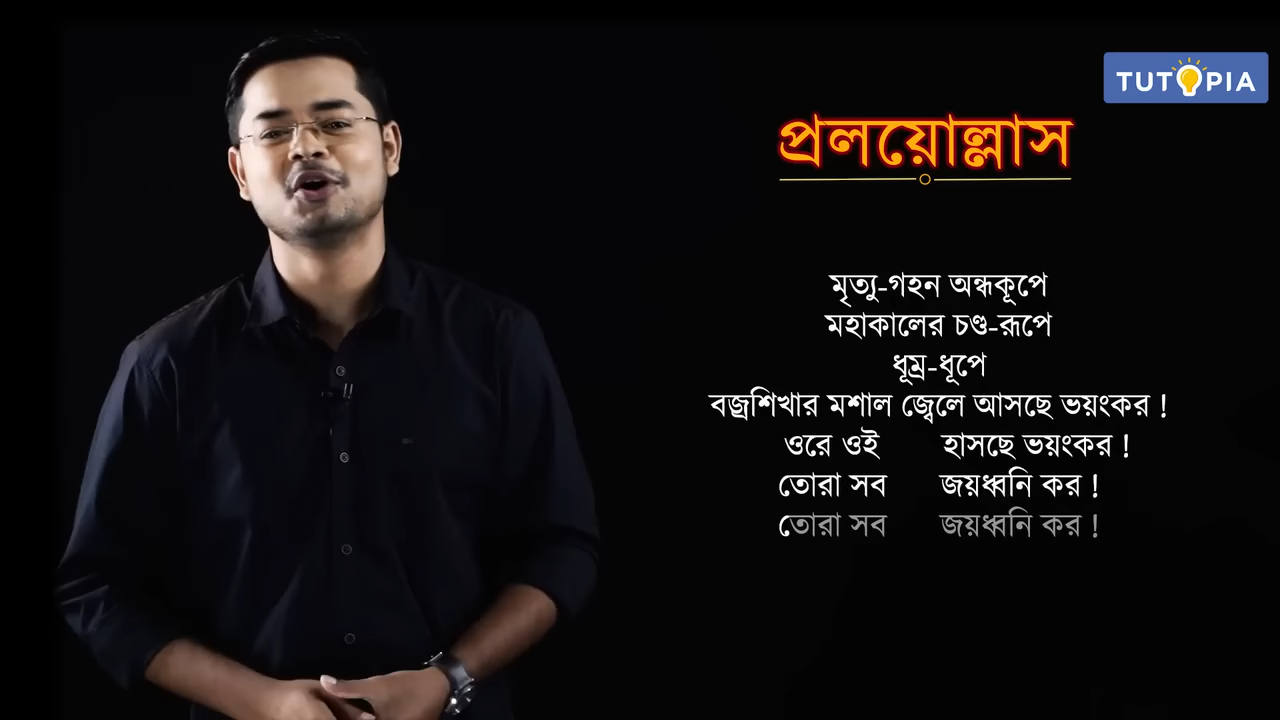 TUTOPIA
প্রলয়োল্লাস
মৃত্যু-গহন অন্ধকূপে
মহাকালের চণ্ড-রূপে
ধূম্র-ধূপে
বজ্রশিখার মশাল জ্বেলে আসছে ভয়ংকর !
ওরে ওই হাসছে ভয়ংকর !
তোরা সব জয়ধ্বনি কর !
তোরা সব জয়ধ্বনি কর !